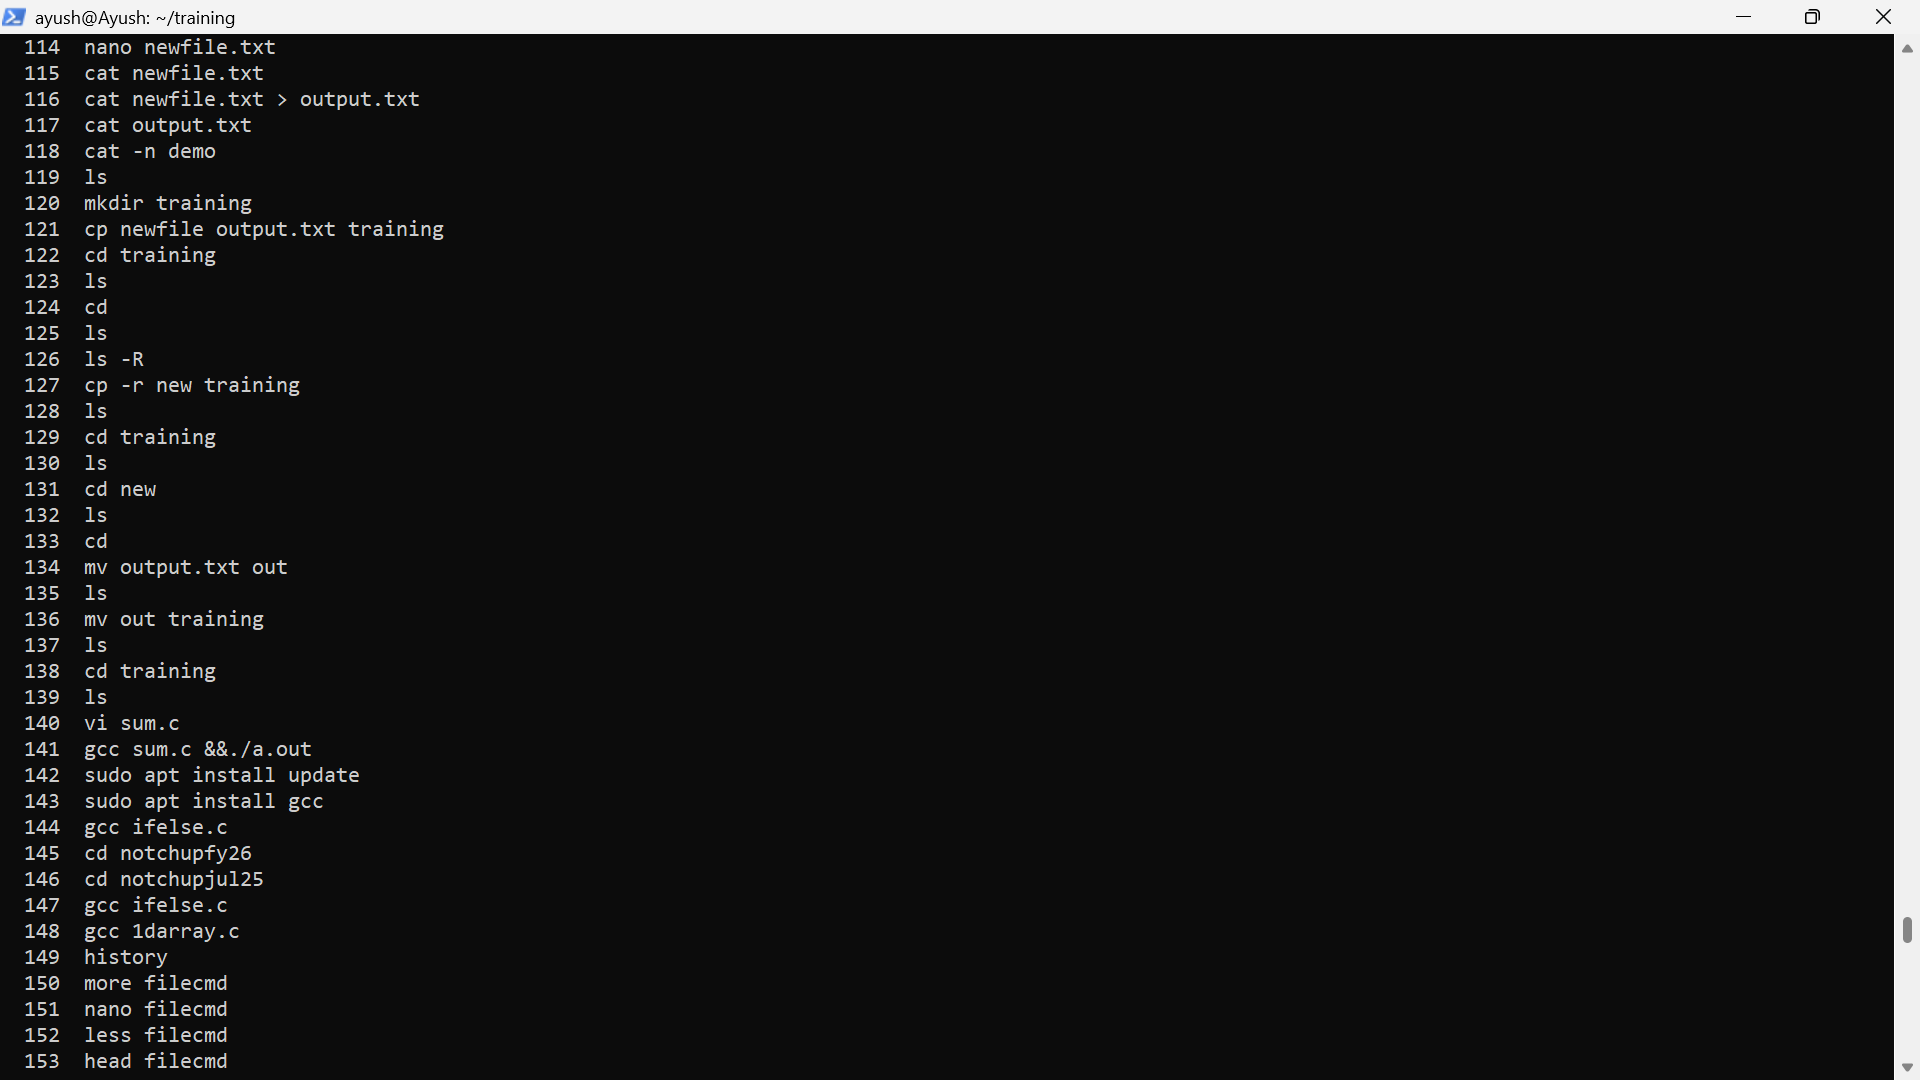 ayush@Ayush: ~/training
114 nano newfile.txt
115 cat newfile.txt
116 cat newfile.txt > output.txt
117 cat output.txt
118 cat -n demo
119 ls
120 mkdir training
121 cp newfile output.txt training
122 cd training
123 ls
124 cd
125 ls
126 ls -R
127 cp -r new training
128 ls
129 cd training
130 ls
131 cd new
132 ls
133 cd
134 mv output.txt out
135 ls
136 mv out training
137 ls
138 cd training
139 ls
140 vi sum.c
141 gcc sum.c &&./a.out
142 sudo apt install update
143 sudo apt install gcc
144 gcc ifelse.c
145 cd notchupfy26
146 cd notchupjul25
147 gcc ifelse.c
148 gcc 1darray.c
149 history
150 more filecmd
151 nano filecmd
152 less filecmd
153 head filecmd